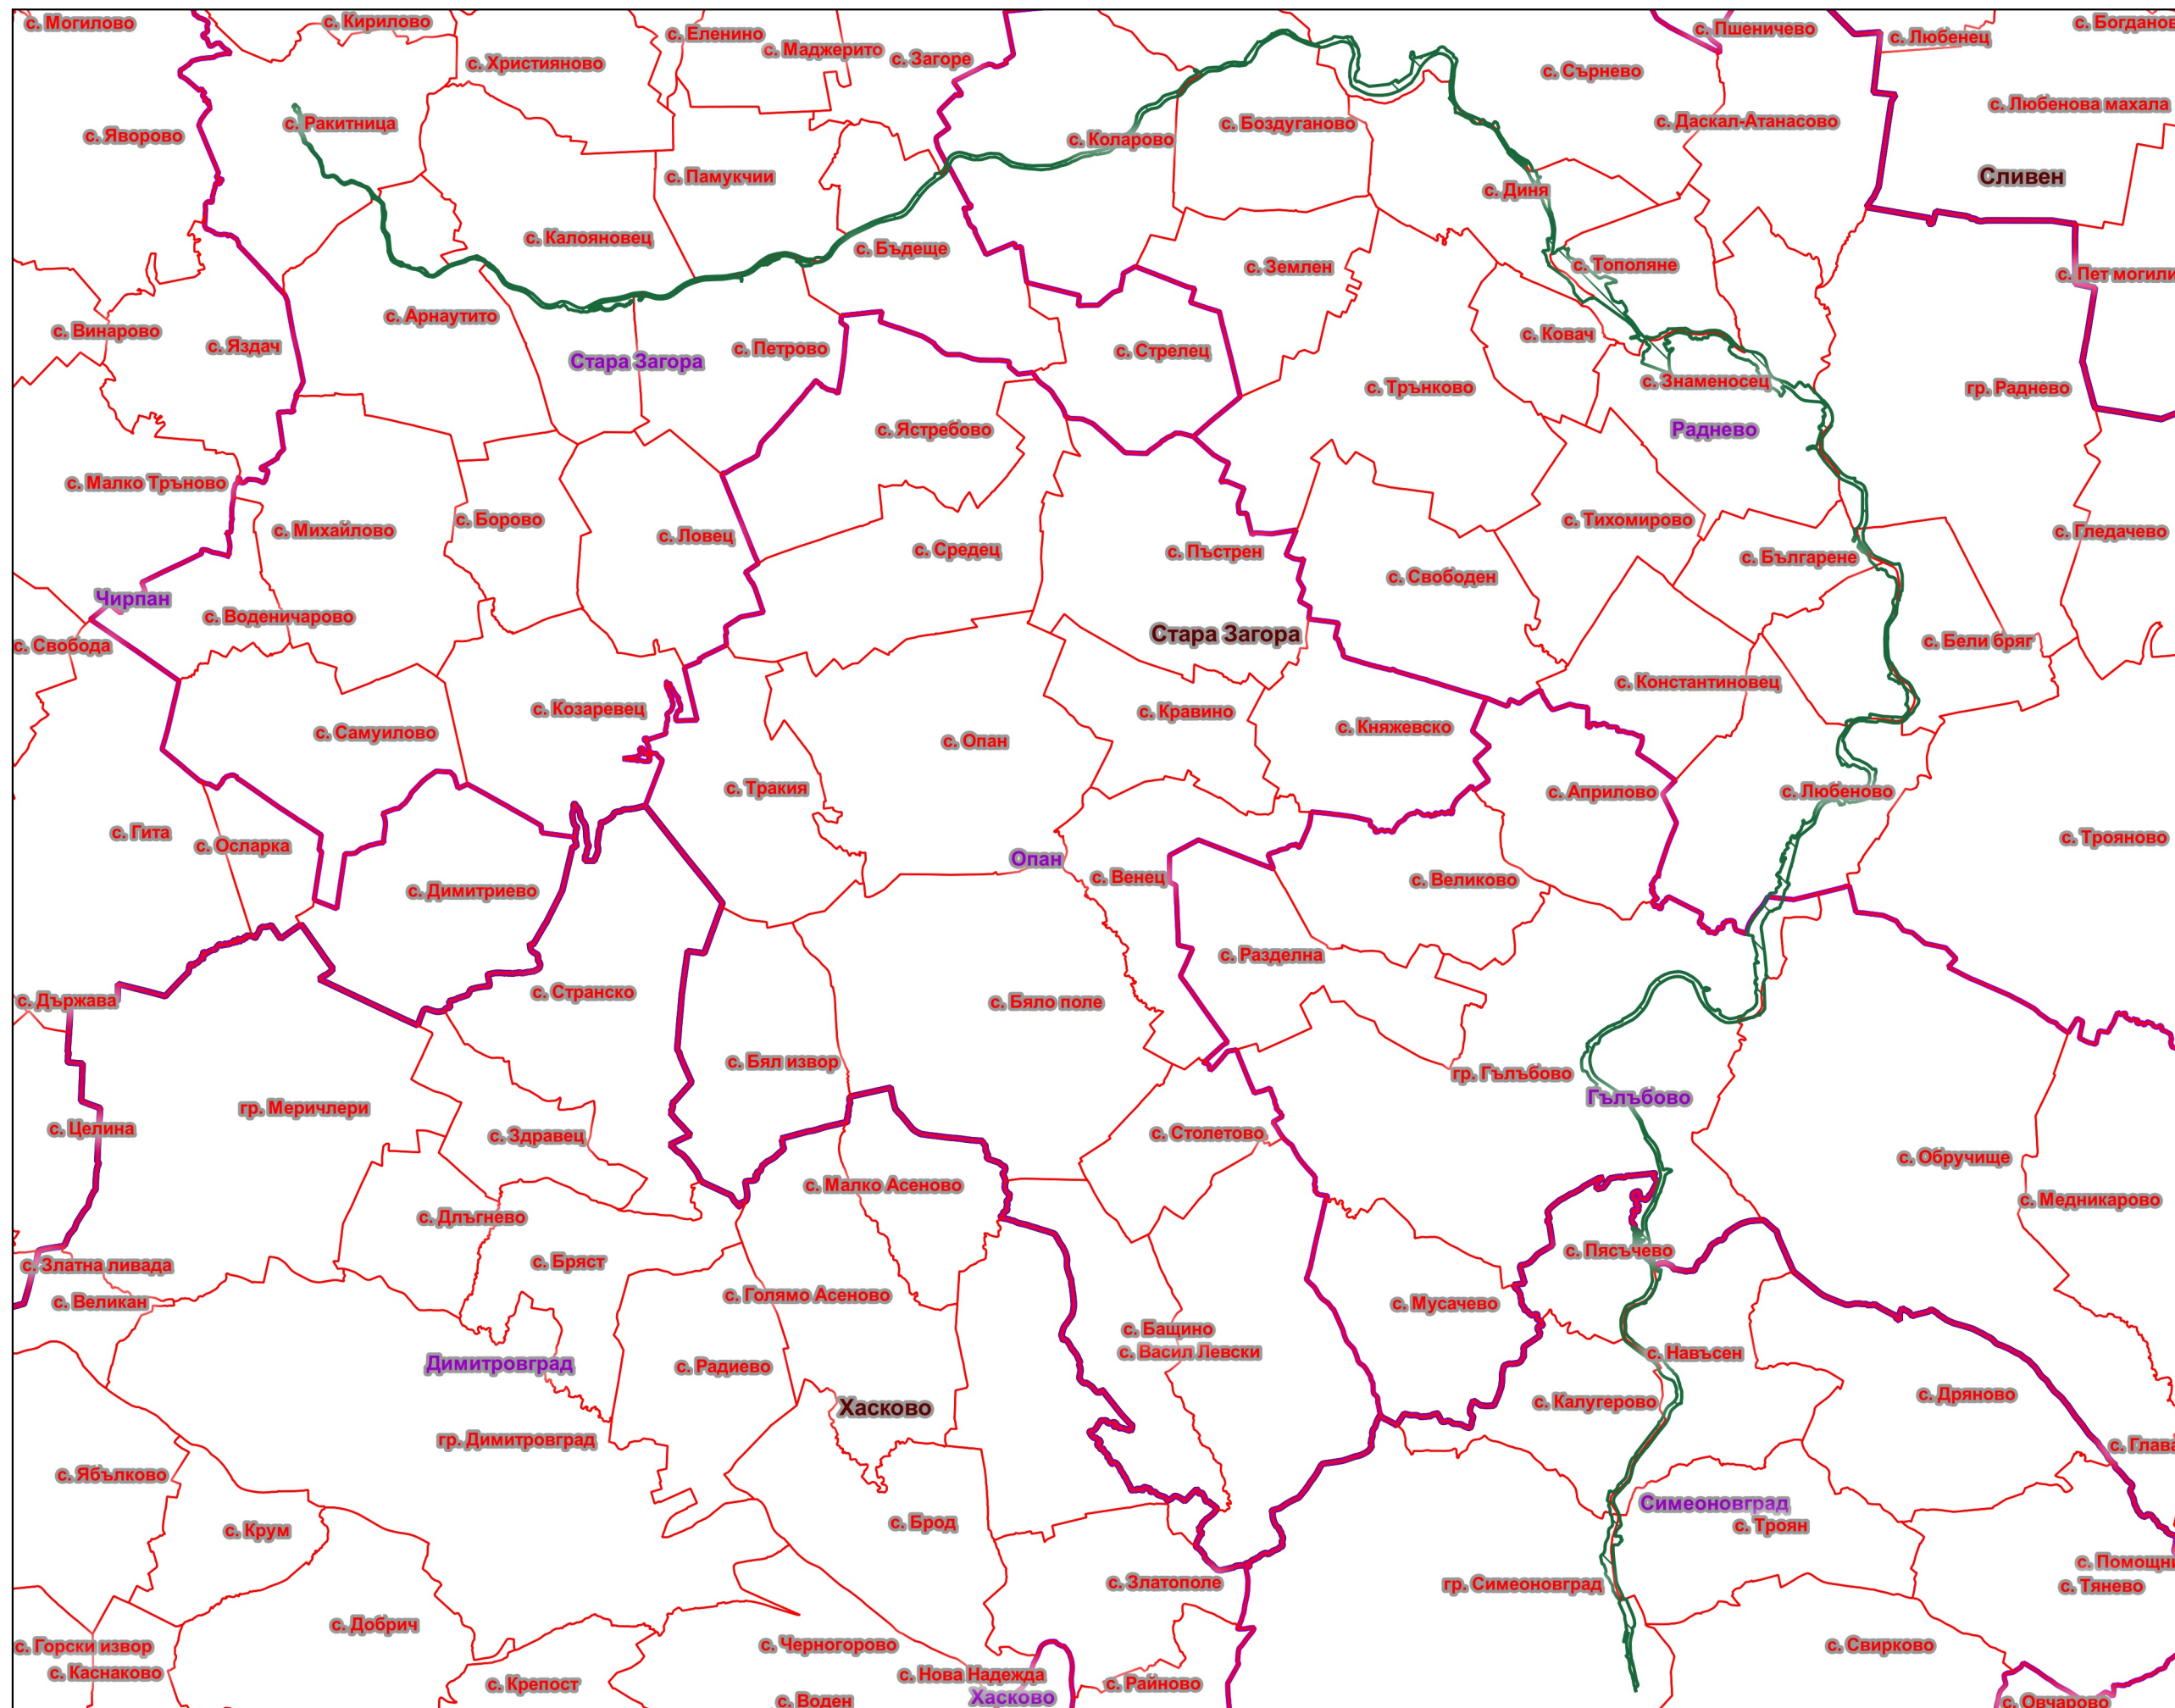 с. Могилово
с. Кирилово
с. Християново
с. Еленино
с. Маджерито
с. Загоре
с. Пшеничево
с. Любенец
с. Сърнево
с. Любенова махала
с. Яворово
с. Ракитница
с. Коларово
с. Боздуганово
с. Даскал-Атанасово
с. Памукчии
с. Диня
Сливен
с. Калояновец
с. Бъдеще
с. Землен
с. Тополяне
с. Пет могили
с. Винарово
с. Яздач
с. Арнаутито
Стара Загора
с. Петрово
с. Стрелец
с. Ковач
с. Трънково
с. Знаменосец
гр. Раднево
с. Ястребово
Раднево
с. Малко Тръново
с. Михайлово
с. Борово
с. Ловец
с. Средец
с. Пъстрен
с. Тихомирово
с. Гледачево
с. Свободен
с. Българене
Чирпан
с. Воденичарово
с. Свобода
Стара Загора
с. Бели бряг
с. Константиновец
с. Самуилово
с. Козаревец
с. Опан
с. Кравино
с. Княжевско
с. Тракия
с. Априлово
с. Любеново
с. Гита
с. Осларка
с. Трояново
Опан
с. Димитриево
с. Венец
с. Великово
с. Разделна
с. Държава
с. Странско
с. Бяло поле
с. Бял извор
гр. Гълъбово
Гълъбово
гр. Меричлери
с. Целина
с. Здравец
с. Столетово
с. Обручище
с. Малко Асеново
с. Медникарово
с. Длъгнево
с. Бряст
с. Пясъчево
с. Златна ливада
с. Великан
с. Голямо Асеново
с. Мусачево
с. Бащино
с. Васил Левски
с. Навъсен
Димитровград
с. Радиево
с. Дряново
Хасково
с. Калугерово
гр. Димитровград
с. Ябълково
Симеоновград
с. Троян
с. Крум
с. Брод
с. Златополе
гр. Симеоновград
с. Тянево
с. Добрич
с. Горски извор
с. Каснаково
с. Черногорово
с. Свирково
с. Крепост
с. Нова Надежда
с. Райново
Хасково
с. Воден
с. Овчарово